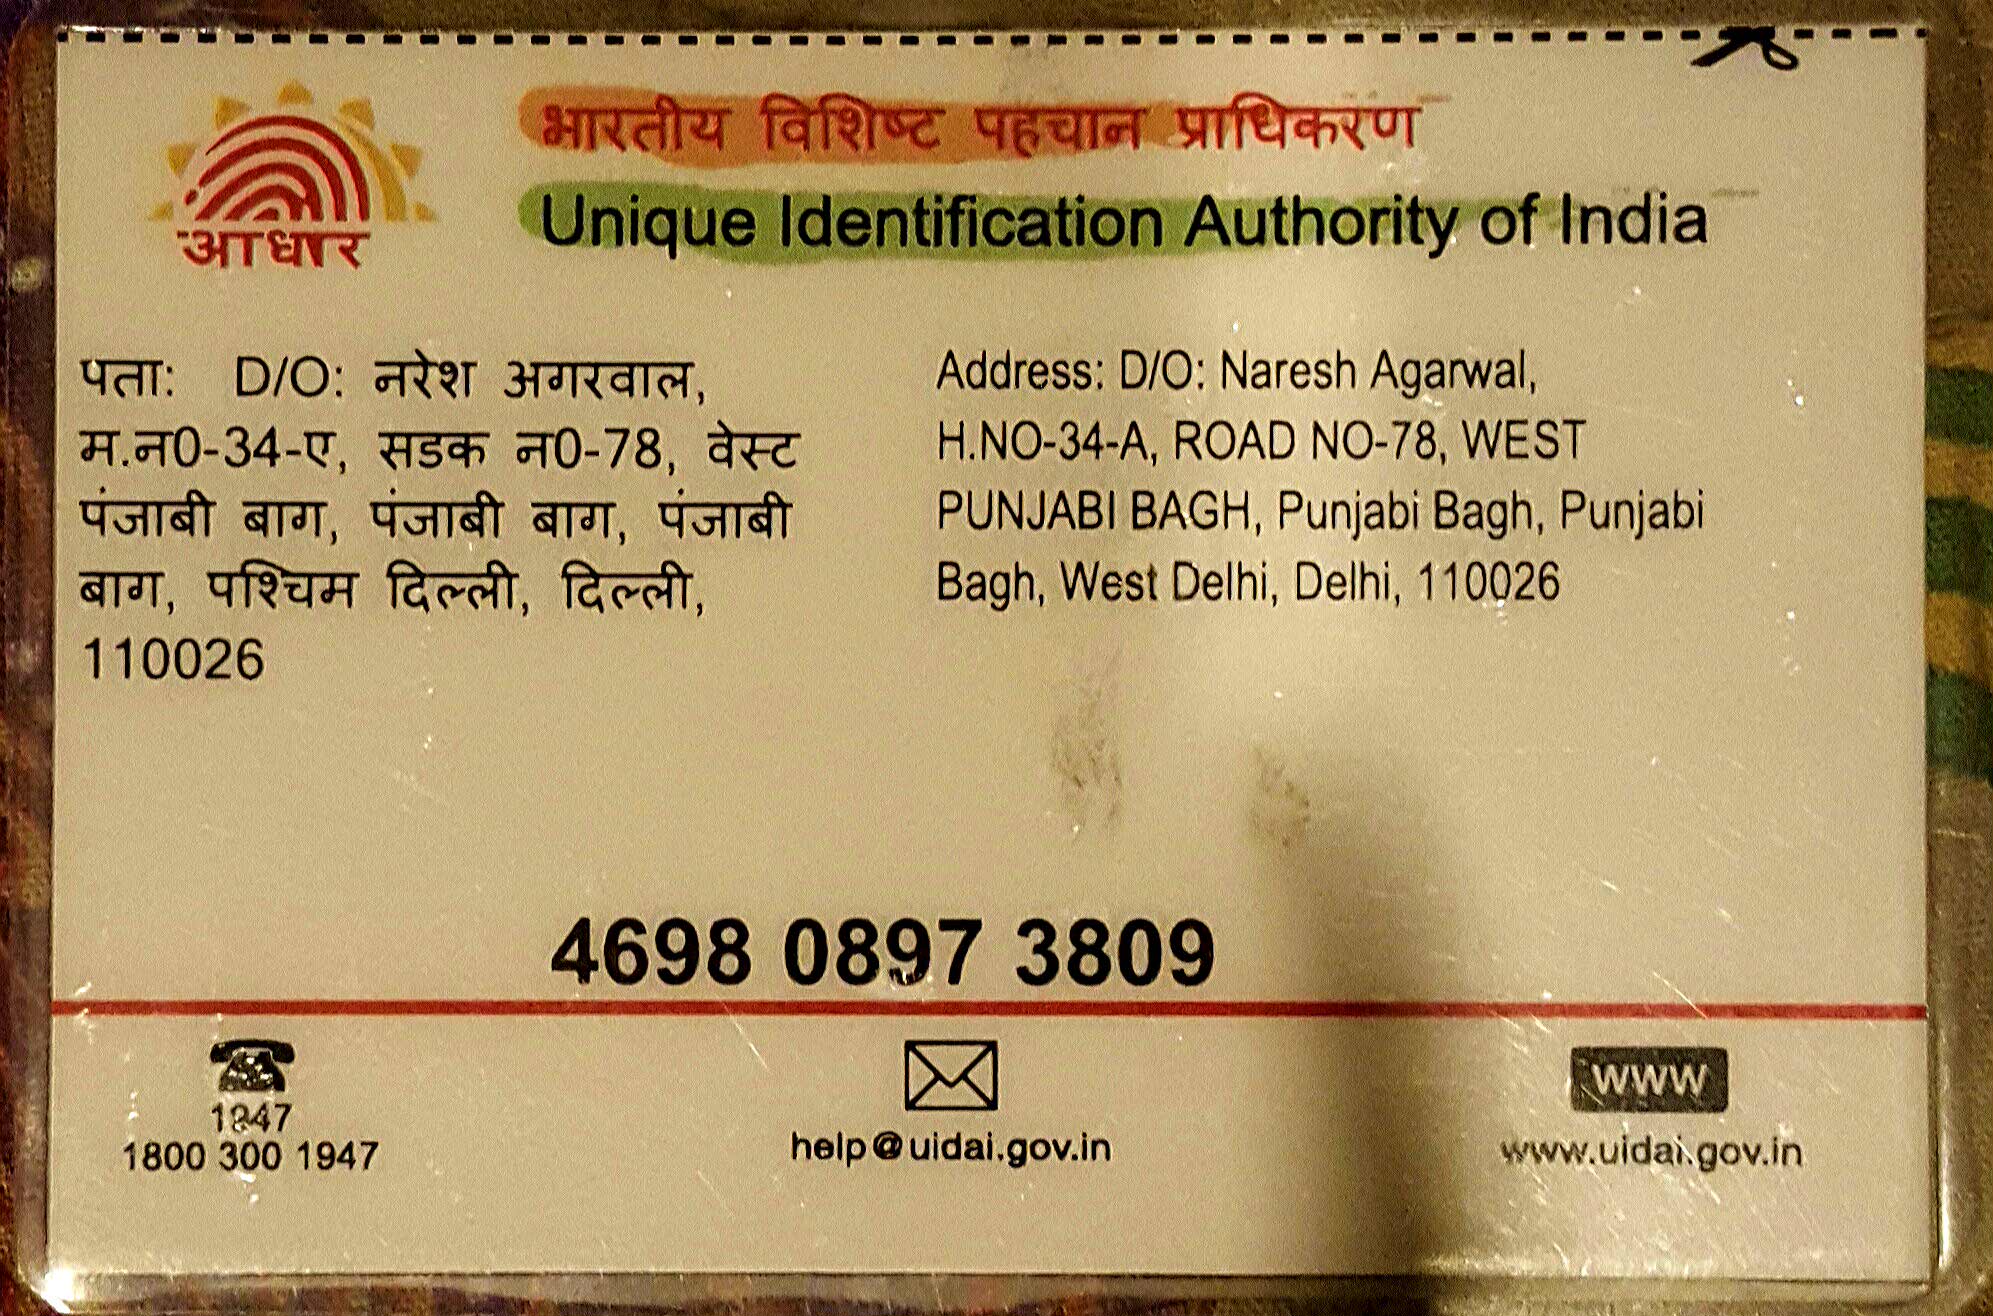 भारतीय विशिष्ट पहचान प्राधिकरण
Unique Identification Authority of India
आधार
पता: D/O: नरेश अगरवाल,
म.न0-34-ए, सडक न0-78, वेस्ट
पंजाबी बाग, पंजाबी बाग, पंजाबी
बाग, पश्चिम दिल्ली, दिल्ली,
110026
Address: D/O: Naresh Agarwal,
H.NO-34-A, ROAD NO-78, WEST
PUNJABI BAGH, Punjabi Bagh, Punjabi
Bagh, West Delhi, Delhi, 110026
4698 0897 3809
1947
1800 300 1947
help@uidai.gov.in
WWW
www.uidai.gov.in